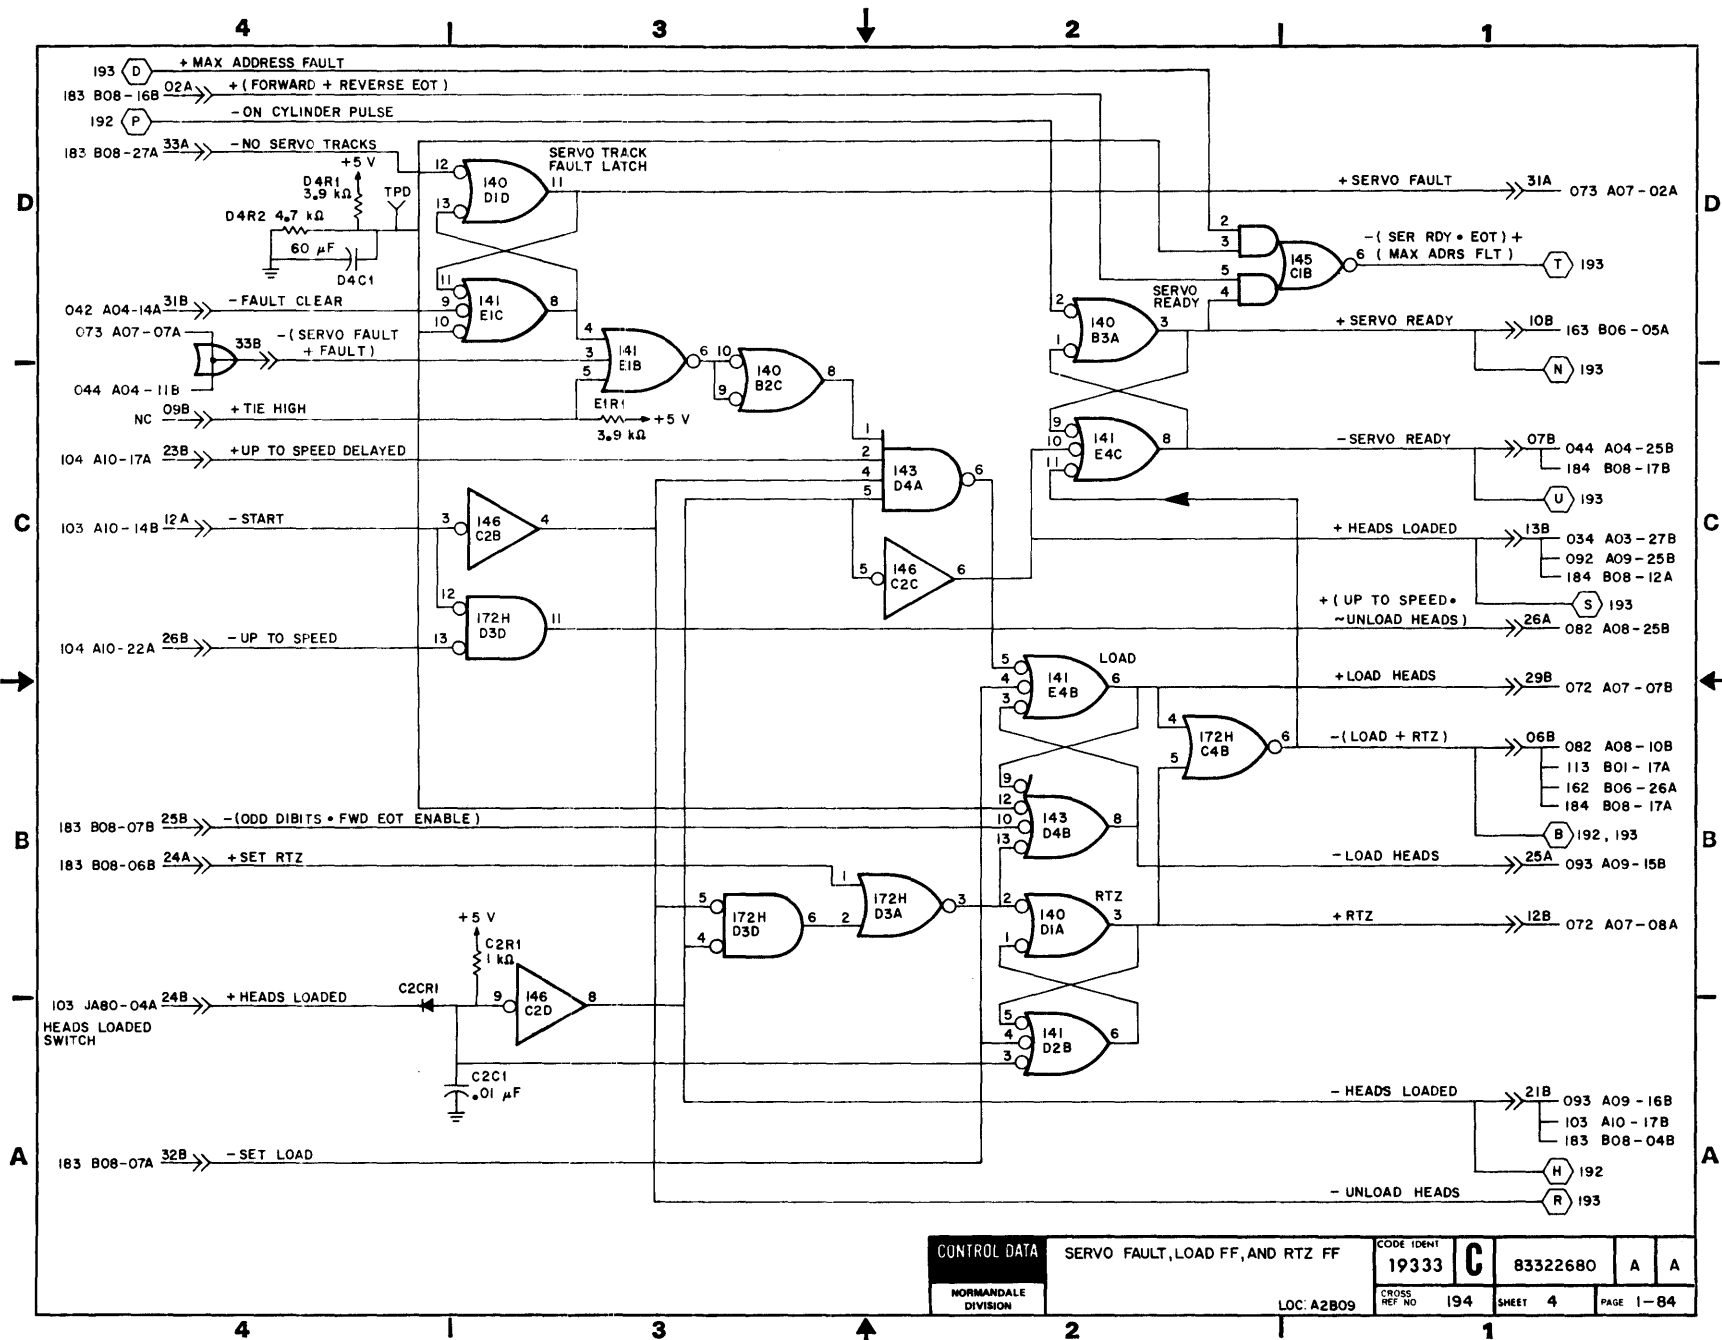 4 3 2 1
193 D + MAX ADDRESS FAULT
183 B08-16B 02A +(FORWARD + REVERSE EOT)
192 P - ON CYLINDER PULSE
183 B08-27A 33A - NO SERVO TRACKS
+5 V
D4R1
3.9 kΩ
TPD
D4R2 4.7 kΩ
60 µF
D4C1
12
13
140
D1D
11
SERVO TRACK
FAULT LATCH
+ SERVO FAULT 31A 073 A07-02A
D D
2
3
5
4
145
C1B
6
-( SER RDY • EOT) +
( MAX ADRS FLT)
T 193
042 A04-14A 31B - FAULT CLEAR
11
9
10
141
E1C
8
SERVO
READY
2
1
140
B3A
3
+ SERVO READY 10B 163 B06-05A
N 193
073 A07-07A
33B -(SERVO FAULT
+ FAULT)
044 A04-11B
4
3
5
141
E1B
6
10
9
140
B2C
8
NC 09B + TIE HIGH
E1R1
3.9 kΩ
+5 V
104 A10-17A 23B +UP TO SPEED DELAYED
1
2
4
5
143
D4A
6
9
10
11
141
E4C
8
- SERVO READY 07B 044 A04-25B
184 B08-17B
U 193
C C
103 A10-14B 12A - START
3
146
C2B
4
+ HEADS LOADED 13B 034 A03-27B
092 A09-25B
184 B08-12A
S 193
5
146
C2C
6
12
13
172H
D3D
11
+( UP TO SPEED•
~UNLOAD HEADS)
26A 082 A08-25B
104 A10-22A 26B - UP TO SPEED
5
4
3
141
E4B
6
LOAD
+LOAD HEADS 29B 072 A07-07B
4
5
172H
C4B
6
-(LOAD + RTZ) 06B 082 A08-10B
113 B01-17A
162 B06-26A
184 B08-17A
B 192, 193
9
12
10
13
143
D4B
8
B B
183 B08-07B 25B -(ODD DIBITS • FWD EOT ENABLE)
183 B08-06B 24A + SET RTZ
- LOAD HEADS 25A 093 A09-15B
5
4
172H
D3D
6
1
2
172H
D3A
3
2
1
140
D1A
3
RTZ
+ RTZ 12B 072 A07-08A
+5 V
C2R1
1 kΩ
103 JA80-04A 24B + HEADS LOADED
HEADS LOADED
SWITCH
C2CR1
9
146
C2D
8
C2C1
.01 µF
5
4
3
141
D2B
6
- HEADS LOADED 21B 093 A09-16B
103 A10-17B
183 B08-04B
H 192
A A
183 B08-07A 32B - SET LOAD
- UNLOAD HEADS R 193
CONTROL DATA
NORMANDALE
DIVISION
SERVO FAULT, LOAD FF, AND RTZ FF
LOC: A2B09
CODE IDENT
19333
C
83322680
A
A
CROSS
REF NO
194
SHEET 4
PAGE 1-84
4 3 2 1